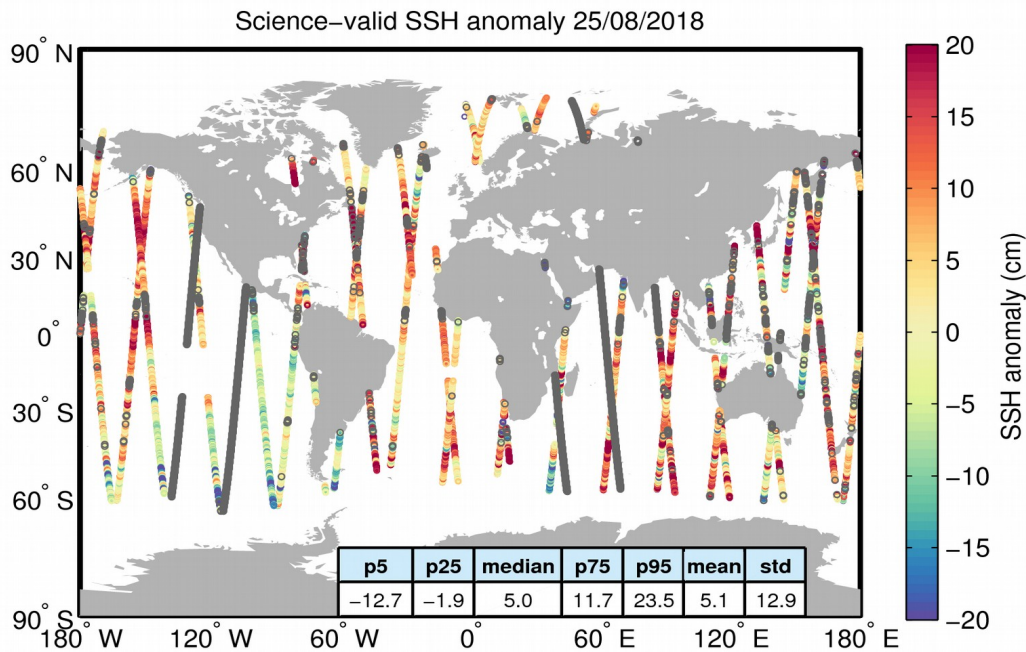 Science−valid SSH anomaly 25/08/2018
90° N
60° N
30° N
0°
30° S
60° S
90° S
180° W
120° W
60° W
0°
60° E
120° E
180° E
p5 p25 median p75 p95 mean std
−12.7 −1.9 5.0 11.7 23.5 5.1 12.9
20
15
10
5
0
−5
−10
−15
−20
SSH anomaly (cm)